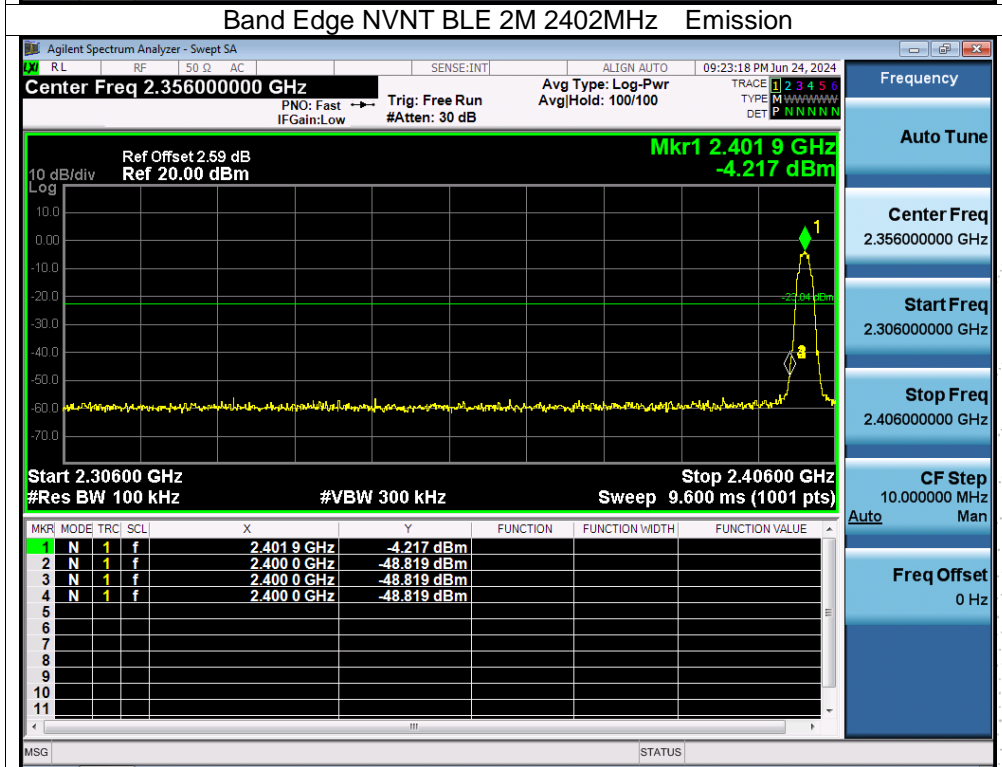 Band Edge NVNT BLE 2M 2402MHz Emission
Agilent Spectrum Analyzer - Swept SA
LXI RL RF 50 Ω AC SENSE:INT ALIGN AUTO 09:23:18 PM Jun 24, 2024
Center Freq 2.356000000 GHz
PNO: Fast
IFGain:Low
Trig: Free Run
#Atten: 30 dB
Avg Type: Log-Pwr
Avg|Hold: 100/100
TRACE 1 2 3 4 5 6
TYPE M WWWWW
DET P N N N N N
Ref Offset 2.59 dB
Ref 20.00 dBm
10 dB/div
Log
Mkr1 2.401 9 GHz
-4.217 dBm
10.0
0.00
-10.0
-20.0
-30.0
-40.0
-50.0
-60.0
-70.0
1
-23.04 dBm
Start 2.30600 GHz Stop 2.40600 GHz
#Res BW 100 kHz #VBW 300 kHz Sweep 9.600 ms (1001 pts)
MKR MODE TRC SCL X Y FUNCTION FUNCTION WIDTH FUNCTION VALUE
1 N 1 f 2.401 9 GHz -4.217 dBm
2 N 1 f 2.400 0 GHz -48.819 dBm
3 N 1 f 2.400 0 GHz -48.819 dBm
4 N 1 f 2.400 0 GHz -48.819 dBm
5
6
7
8
9
10
11
MSG STATUS
Frequency
Auto Tune
Center Freq
2.356000000 GHz
Start Freq
2.306000000 GHz
Stop Freq
2.406000000 GHz
CF Step
10.000000 MHz
Auto Man
Freq Offset
0 Hz